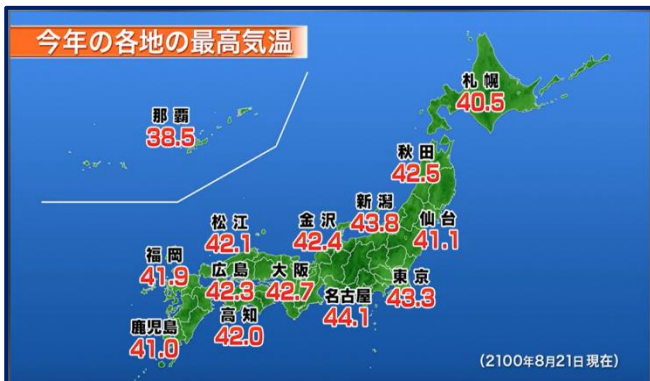 今年の各地の最高気温
札幌
40.5
那覇
38.5
秋田
42.5
新潟
43.8
仙台
41.1
金沢
42.4
松江
42.1
福岡
41.9
広島
42.3
大阪
42.7
東京
43.3
名古屋
44.1
高知
42.0
鹿児島
41.0
(2100年8月21日現在)